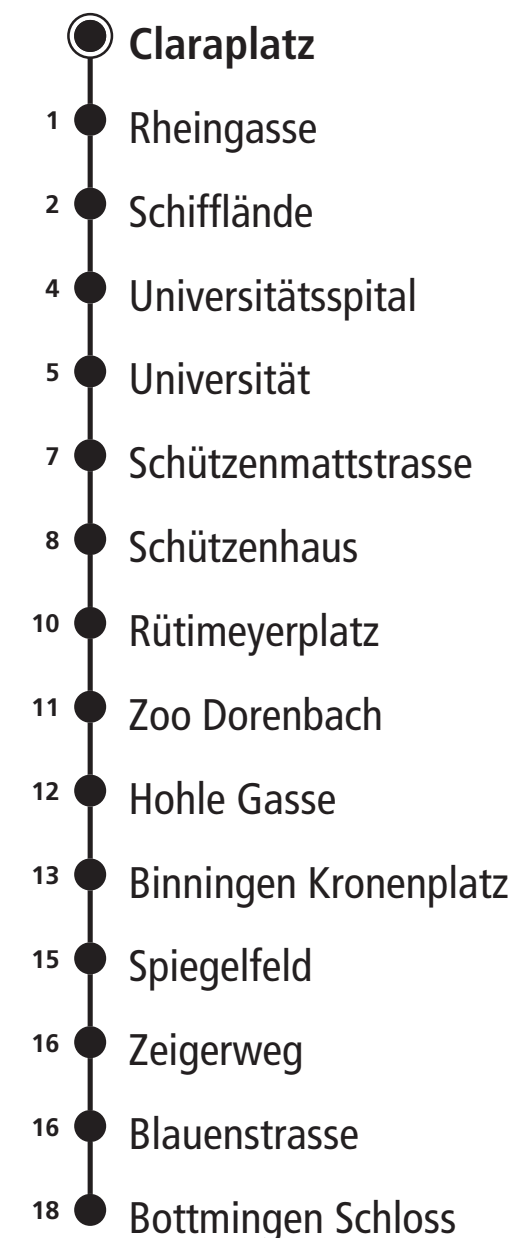 Claraplatz
1 Rheingasse
2 Schifflände
4 Universitätsspital
5 Universität
7 Schützenmattstrasse
8 Schützenhaus
10 Rütimeyerplatz
11 Zoo Dorenbach
12 Hohle Gasse
13 Binningen Kronenplatz
15 Spiegelfeld
16 Zeigerweg
16 Blauenstrasse
18 Bottmingen Schloss